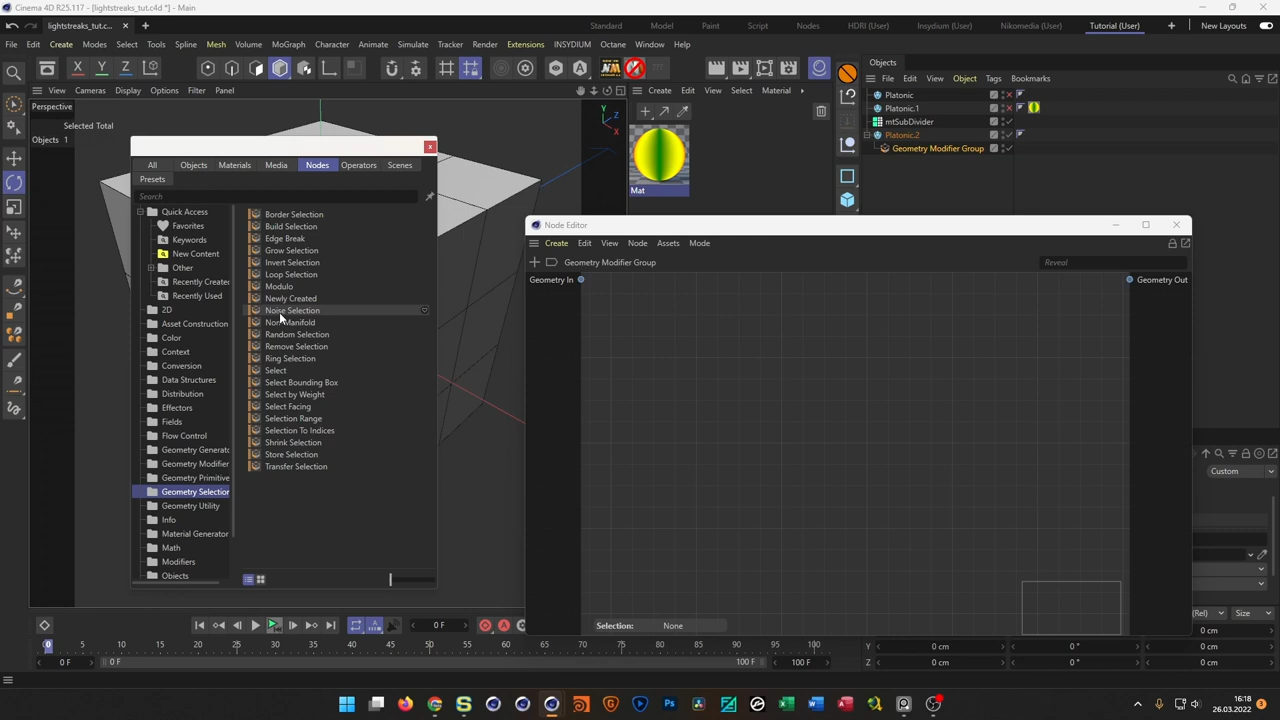 Cinema 4D R25.117 - [lightstreaks_tut.c4d *] - Main
lightstreaks_tut.c...
Standard
Model
Paint
Script
Nodes
HDRI (User)
Insydium (User)
Nikomedia (User)
Tutorial (User)
New Layouts
File Edit Create Modes Select Tools Spline Mesh Volume MoGraph Character Animate Simulate Tracker Render Extensions INSYDIUM Octane Window Help
X Y Z
View Cameras Display Options Filter Panel
Create Edit View Select Material
Objects
File Edit View Object Tags Bookmarks
Perspective
Selected Total
Objects 1
Y
X
Z
Mat
Platonic
Platonic.1
mtSubDivider
Platonic.2
Geometry Modifier Group
All Objects Materials Media Nodes Operators Scenes
Presets
Search
Quick Access
Favorites
Keywords
New Content
Other
Recently Create
Recently Used
2D
Asset Construction
Color
Context
Conversion
Data Structures
Distribution
Effectors
Fields
Flow Control
Geometry Generato
Geometry Modifier
Geometry Primitive
Geometry Selection
Geometry Utility
Info
Material Generator
Math
Modifiers
Objects
Border Selection
Build Selection
Edge Break
Grow Selection
Invert Selection
Loop Selection
Modulo
Newly Created
Noise Selection
Non Manifold
Random Selection
Remove Selection
Ring Selection
Select
Select Bounding Box
Select by Weight
Select Facing
Selection Range
Selection To Indices
Shrink Selection
Store Selection
Transfer Selection
Node Editor
Create Edit View Node Assets Mode
Geometry Modifier Group
Reveal
Geometry In
Geometry Out
Selection: None
Custom
(Rel)
Size
0 F
0 5 10 15 20 25 30 35 40 45 50 55 60 65 70 75 80 85 90 95 100
0 F
0 F
100 F
100 F
0 cm
Y 0 cm 0 ° 0 cm
Z 0 cm 0 ° 0 cm
16:18
26.03.2022